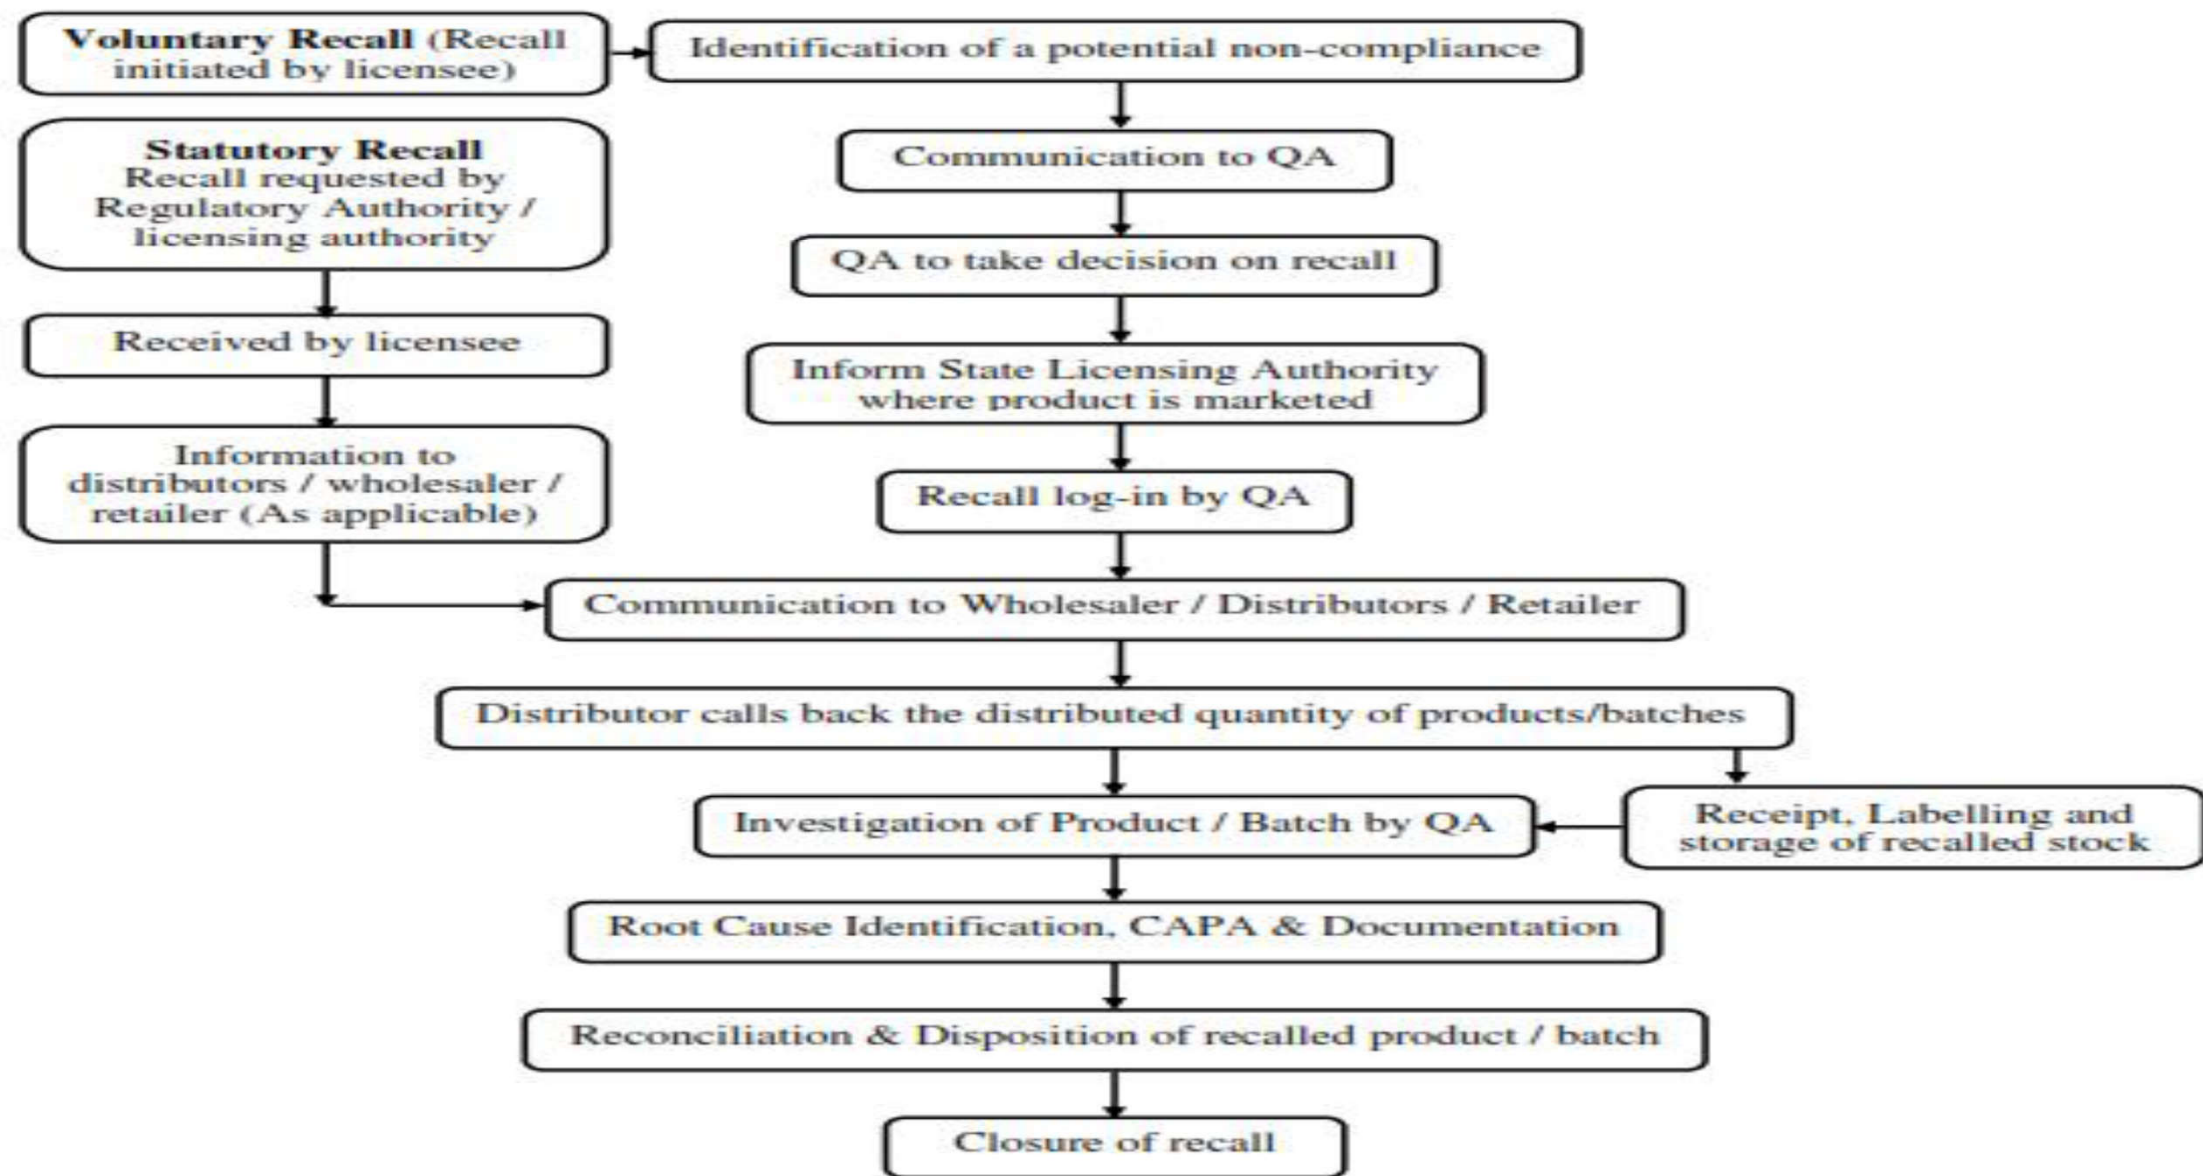 Voluntary Recall (Recall
initiated by licensee)
Identification of a potential non-compliance
Statutory Recall
Recall requested by
Regulatory Authority /
licensing authority
Communication to QA
QA to take decision on recall
Received by licensee
Inform State Licensing Authority
where product is marketed
Information to
distributors / wholesaler /
retailer (As applicable)
Recall log-in by QA
Communication to Wholesaler / Distributors / Retailer
Distributor calls back the distributed quantity of products/batches
Investigation of Product / Batch by QA
Receipt, Labelling and
storage of recalled stock
Root Cause Identification, CAPA & Documentation
Reconciliation & Disposition of recalled product / batch
Closure of recall